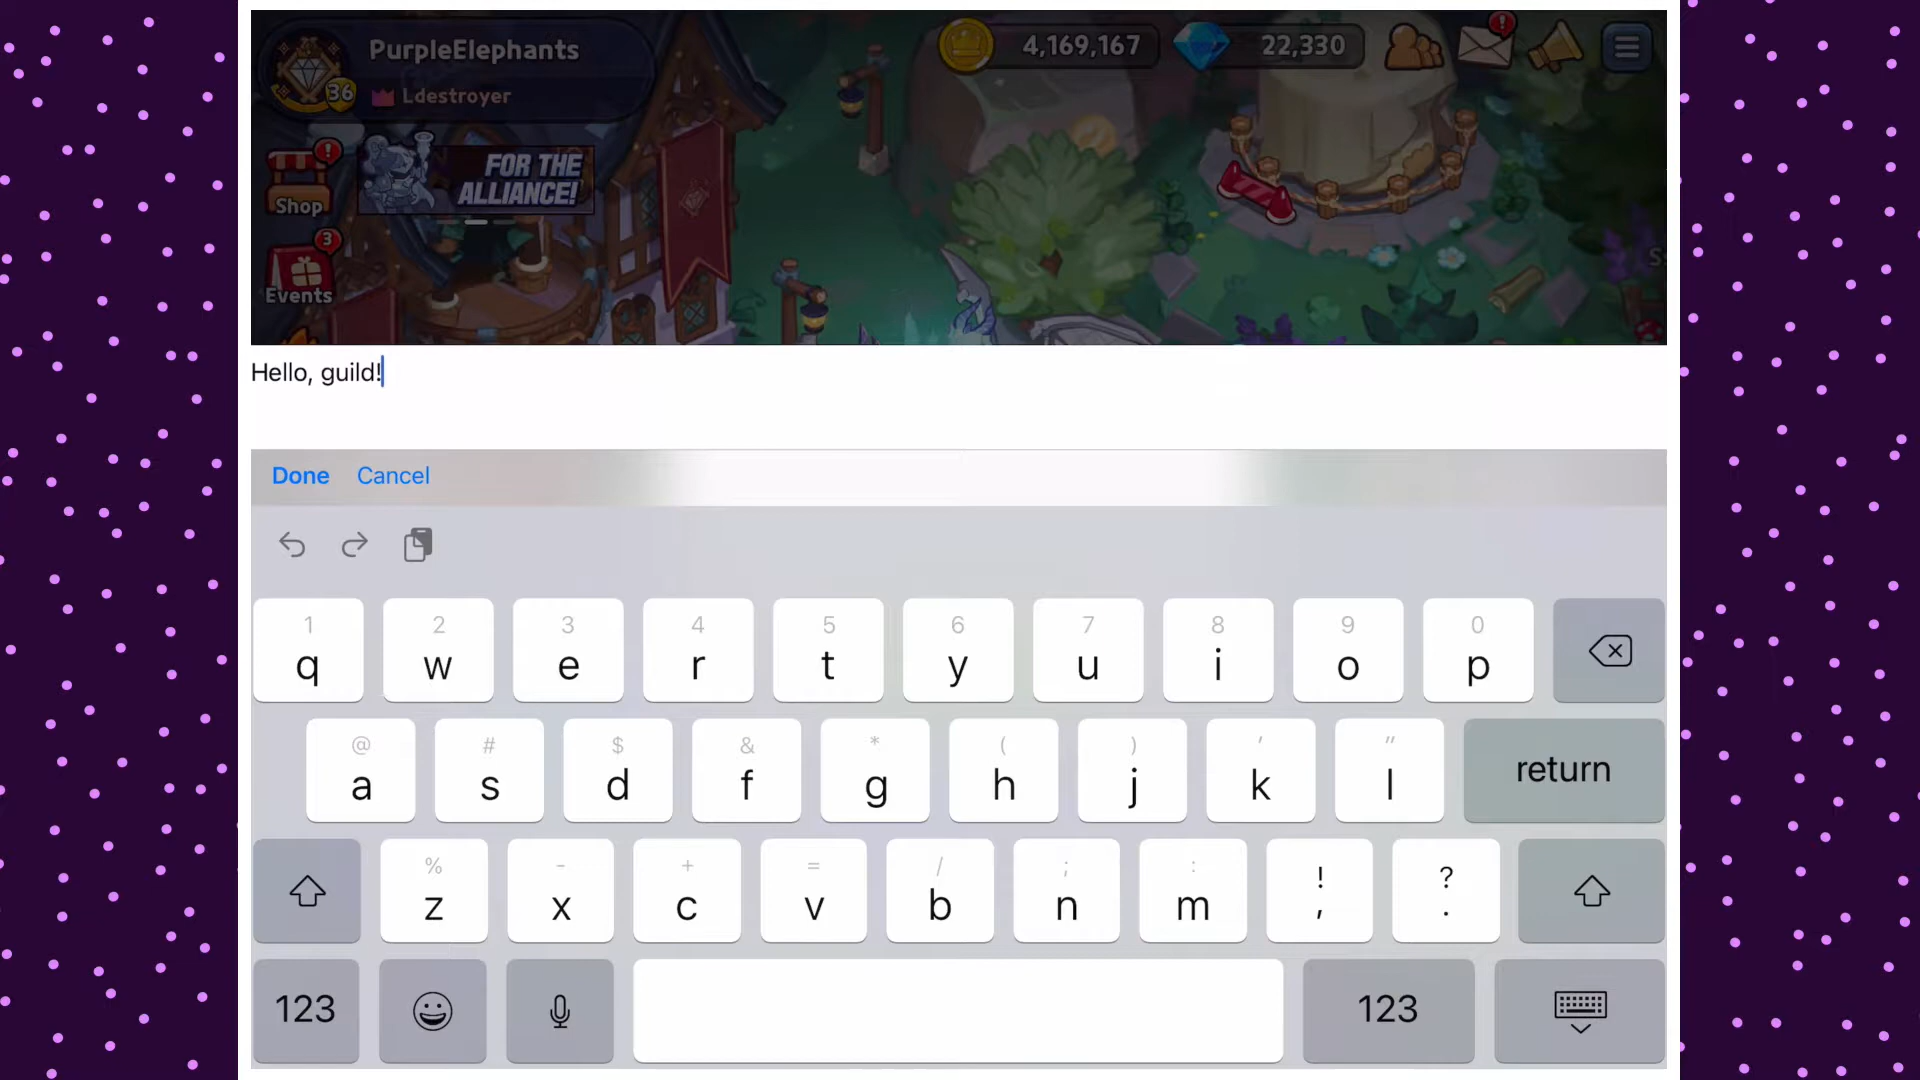 PurpleElephants
36
Ldestroyer
4,169,167
22,330
!
!
Shop
FOR THE
ALLIANCE!
3
Events
Hello, guild!
Done Cancel
1 2 3 4 5 6 7 8 9 0
q w e r t y u i o p
@ # $ & * ( ) ' "
a s d f g h j k l return
% - + = / ; : ! ?
z x c v b n m , .
123 123